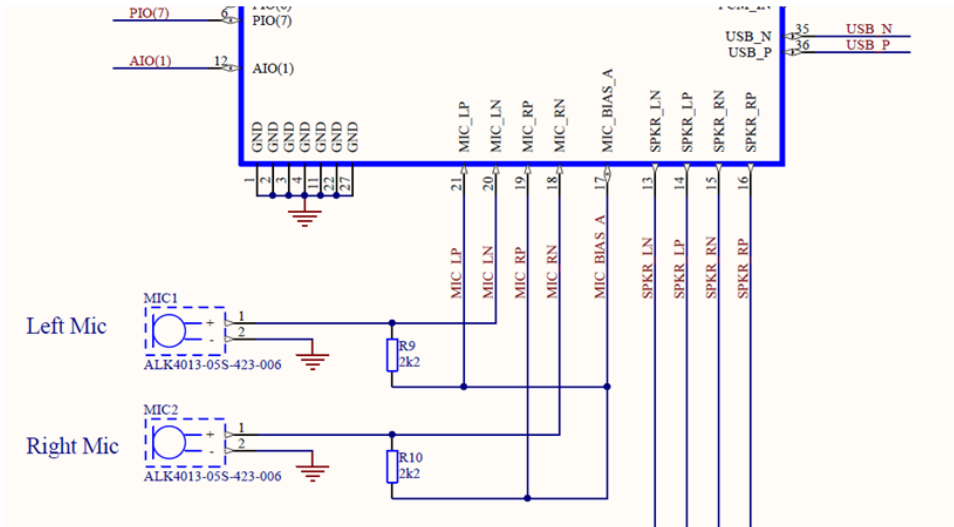 PIO(7)
6
PIO(7)
AIO(1)
12
AIO(1)
USB_N
35
USB_N
USB_P
36
USB_P
GND
GND
GND
GND
GND
GND
GND
MIC_LP
MIC_LN
MIC_RP
MIC_RN
MIC_BIAS_A
SPKR_LN
SPKR_LP
SPKR_RN
SPKR_RP
1
2
3
4
11
22
27
21
20
19
18
17
13
14
15
16
MIC_LP
MIC_LN
MIC_RP
MIC_RN
MIC_BIAS_A
SPKR_LN
SPKR_LP
SPKR_RN
SPKR_RP
Left Mic
MIC1
+ 1
- 2
ALK4013-05S-423-006
R9
2k2
Right Mic
MIC2
+ 1
- 2
ALK4013-05S-423-006
R10
2k2